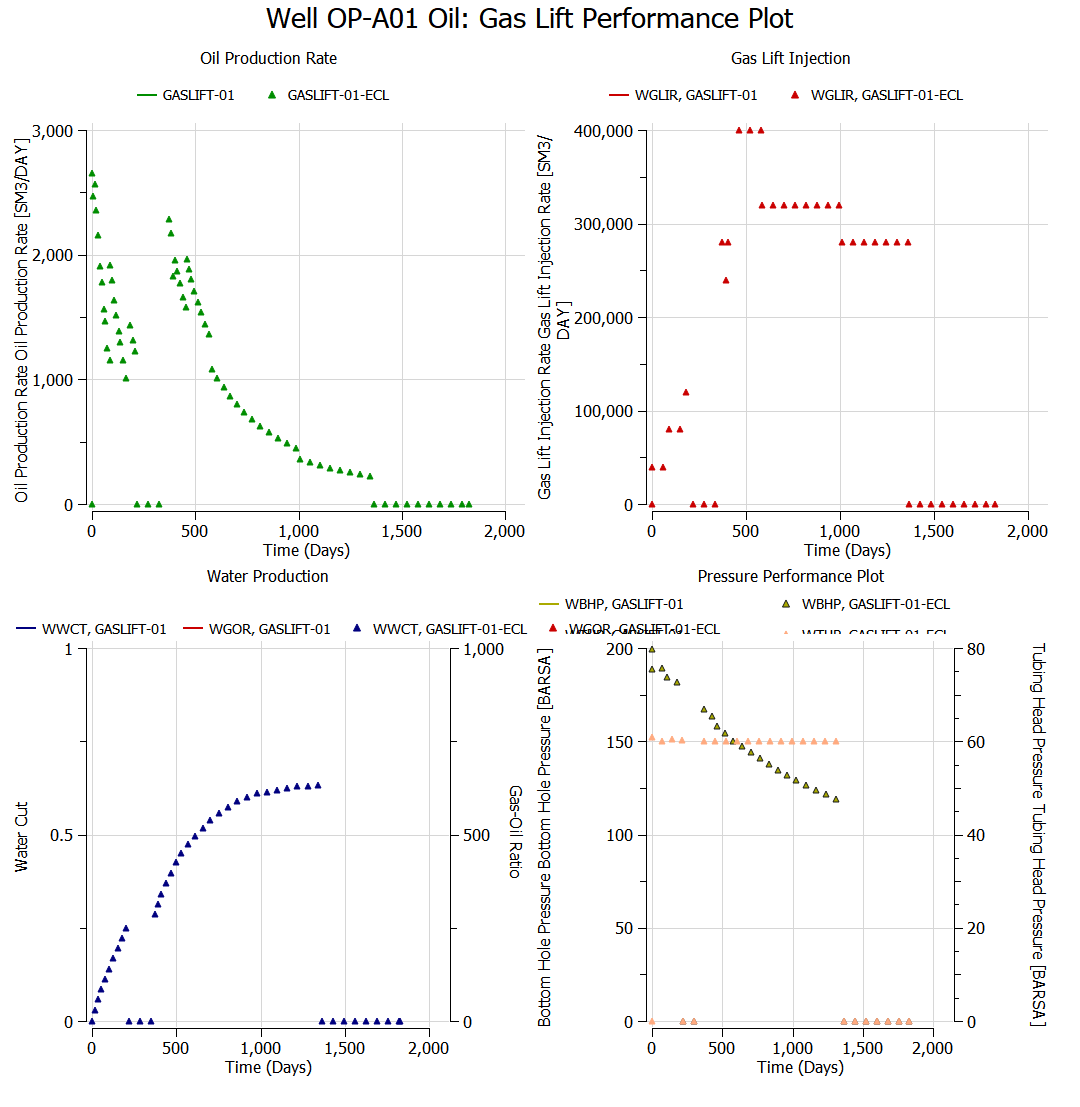 Well OP-A01 Oil: Gas Lift Performance Plot
Oil Production Rate
GASLIFT-01 GASLIFT-01-ECL
Oil Production Rate Oil Production Rate [SM3/DAY]
3,000
2,000
1,000
0
0 500 1,000 1,500 2,000
Time (Days)
Gas Lift Injection
WGLIR, GASLIFT-01 WGLIR, GASLIFT-01-ECL
Gas Lift Injection Rate Gas Lift Injection Rate [SM3/
DAY]
400,000
300,000
200,000
100,000
0
0 500 1,000 1,500 2,000
Time (Days)
Water Production
WWCT, GASLIFT-01 WGOR, GASLIFT-01 WWCT, GASLIFT-01-ECL WGOR, GASLIFT-01-ECL
Water Cut
1
0.5
0
1,000
500
0
Gas-Oil Ratio
0 500 1,000 1,500 2,000
Time (Days)
Pressure Performance Plot
WBHP, GASLIFT-01 WBHP, GASLIFT-01-ECL
WTHP, GASLIFT-01-ECL
Bottom Hole Pressure Bottom Hole Pressure [BARSA]
200
150
100
50
0
80
60
40
20
0
Tubing Head Pressure Tubing Head Pressure [BARSA]
0 500 1,000 1,500 2,000
Time (Days)